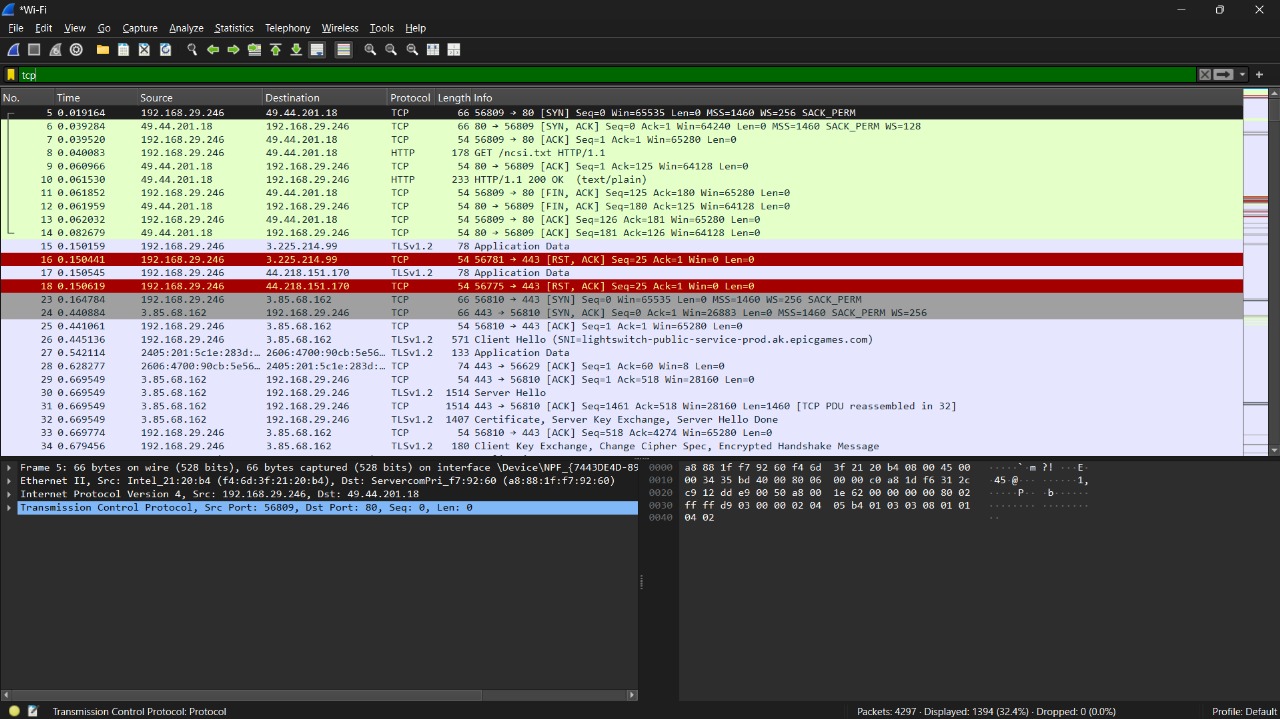 *Wi-Fi
File Edit View Go Capture Analyze Statistics Telephony Wireless Tools Help
tcp
No. Time Source Destination Protocol Length Info
5 0.019164 192.168.29.246 49.44.201.18 TCP 66 56809 → 80 [SYN] Seq=0 Win=65535 Len=0 MSS=1460 WS=256 SACK_PERM
6 0.039284 49.44.201.18 192.168.29.246 TCP 66 80 → 56809 [SYN, ACK] Seq=0 Ack=1 Win=64240 Len=0 MSS=1460 SACK_PERM WS=128
7 0.039520 192.168.29.246 49.44.201.18 TCP 54 56809 → 80 [ACK] Seq=1 Ack=1 Win=65280 Len=0
8 0.040083 192.168.29.246 49.44.201.18 HTTP 178 GET /ncsi.txt HTTP/1.1
9 0.060966 49.44.201.18 192.168.29.246 TCP 54 80 → 56809 [ACK] Seq=1 Ack=125 Win=64128 Len=0
10 0.061530 49.44.201.18 192.168.29.246 HTTP 233 HTTP/1.1 200 OK (text/plain)
11 0.061852 192.168.29.246 49.44.201.18 TCP 54 56809 → 80 [FIN, ACK] Seq=125 Ack=180 Win=65280 Len=0
12 0.061959 49.44.201.18 192.168.29.246 TCP 54 80 → 56809 [FIN, ACK] Seq=180 Ack=125 Win=64128 Len=0
13 0.062032 192.168.29.246 49.44.201.18 TCP 54 56809 → 80 [ACK] Seq=126 Ack=181 Win=65280 Len=0
14 0.082679 49.44.201.18 192.168.29.246 TCP 54 80 → 56809 [ACK] Seq=181 Ack=126 Win=64128 Len=0
15 0.150159 192.168.29.246 3.225.214.99 TLSv1.2 78 Application Data
16 0.150441 192.168.29.246 3.225.214.99 TCP 54 56781 → 443 [RST, ACK] Seq=25 Ack=1 Win=0 Len=0
17 0.150545 192.168.29.246 44.218.151.170 TLSv1.2 78 Application Data
18 0.150619 192.168.29.246 44.218.151.170 TCP 54 56775 → 443 [RST, ACK] Seq=25 Ack=1 Win=0 Len=0
23 0.164784 192.168.29.246 3.85.68.162 TCP 66 56810 → 443 [SYN] Seq=0 Win=65535 Len=0 MSS=1460 WS=256 SACK_PERM
24 0.440884 3.85.68.162 192.168.29.246 TCP 66 443 → 56810 [SYN, ACK] Seq=0 Ack=1 Win=26883 Len=0 MSS=1460 SACK_PERM WS=256
25 0.441061 192.168.29.246 3.85.68.162 TCP 54 56810 → 443 [ACK] Seq=1 Ack=1 Win=65280 Len=0
26 0.445136 192.168.29.246 3.85.68.162 TLSv1.2 571 Client Hello (SNI=lightswitch-public-service-prod.ak.epicgames.com)
27 0.542114 2405:201:5c1e:283d:… 2606:4700:90cb:5e56… TLSv1.2 133 Application Data
28 0.628277 2606:4700:90cb:5e56… 2405:201:5c1e:283d:… TCP 74 443 → 56629 [ACK] Seq=1 Ack=60 Win=8 Len=0
29 0.669549 3.85.68.162 192.168.29.246 TCP 54 443 → 56810 [ACK] Seq=1 Ack=518 Win=28160 Len=0
30 0.669549 3.85.68.162 192.168.29.246 TLSv1.2 1514 Server Hello
31 0.669549 3.85.68.162 192.168.29.246 TCP 1514 443 → 56810 [ACK] Seq=1461 Ack=518 Win=28160 Len=1460 [TCP PDU reassembled in 32]
32 0.669549 3.85.68.162 192.168.29.246 TLSv1.2 1407 Certificate, Server Key Exchange, Server Hello Done
33 0.669774 192.168.29.246 3.85.68.162 TCP 54 56810 → 443 [ACK] Seq=518 Ack=4274 Win=65280 Len=0
34 0.679456 192.168.29.246 3.85.68.162 TLSv1.2 180 Client Key Exchange, Change Cipher Spec, Encrypted Handshake Message
Frame 5: 66 bytes on wire (528 bits), 66 bytes captured (528 bits) on interface \Device\NPF_{7443DE4D-89
Ethernet II, Src: Intel_21:20:b4 (f4:6d:3f:21:20:b4), Dst: ServercomPri_f7:92:60 (a8:88:1f:f7:92:60)
Internet Protocol Version 4, Src: 192.168.29.246, Dst: 49.44.201.18
Transmission Control Protocol, Src Port: 56809, Dst Port: 80, Seq: 0, Len: 0
0000 a8 88 1f f7 92 60 f4 6d 3f 21 20 b4 08 00 45 00 ·····`·m ?! ···E·
0010 00 34 35 bd 40 00 80 06 00 00 c0 a8 1d f6 31 2c ·45·@··· ······1,
0020 c9 12 dd e9 00 50 a8 00 1e 62 00 00 00 00 80 02 ·····P·· ·b······
0030 ff ff d9 03 00 00 02 04 05 b4 01 03 03 08 01 01 ········ ········
0040 04 02 ··
Transmission Control Protocol: Protocol
Packets: 4297 · Displayed: 1394 (32.4%) · Dropped: 0 (0.0%)
Profile: Default